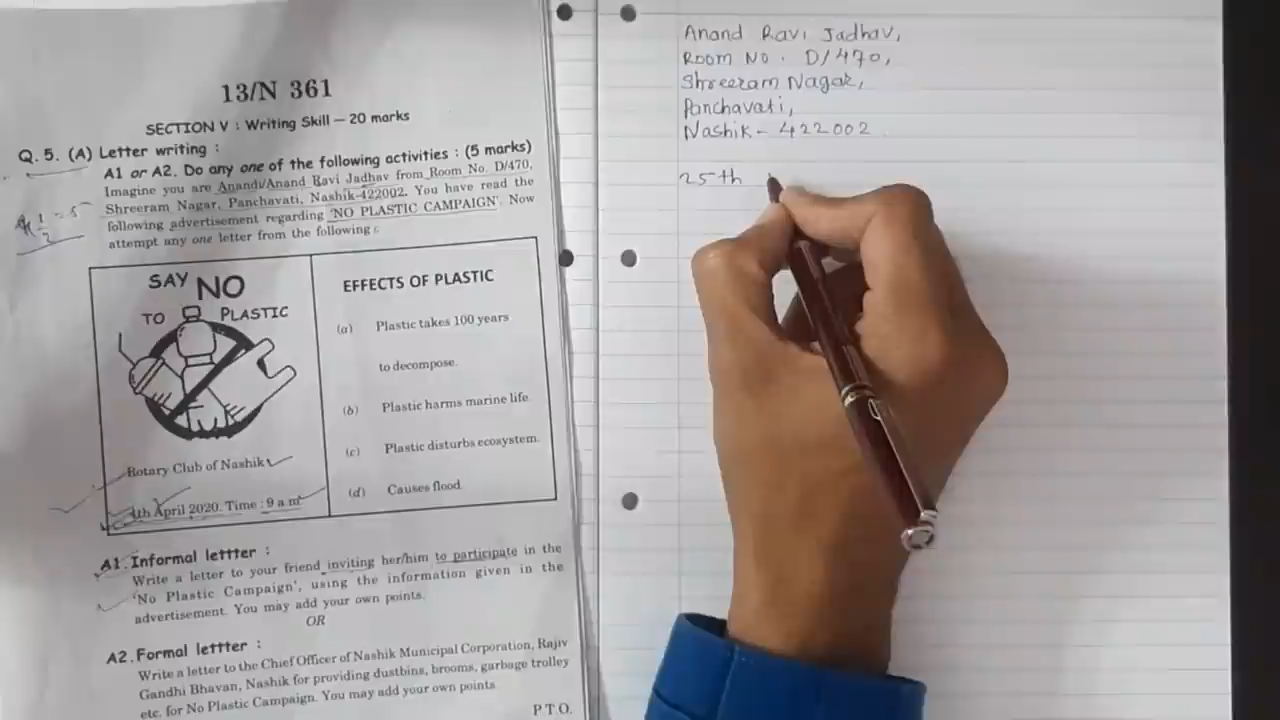 13/N 361
SECTION V : Writing Skill – 20 marks
Q. 5. (A) Letter writing :
A1 or A2. Do any one of the following activities : (5 marks)
Imagine you are Anandi/Anand Ravi Jadhav from Room No. D/470,
Shreeram Nagar, Panchavati, Nashik-422002. You have read the
following advertisement regarding 'NO PLASTIC CAMPAIGN'. Now
attempt any one letter from the following :
SAY NO
TO PLASTIC
Rotary Club of Nashik
4th April 2020. Time : 9 a m
EFFECTS OF PLASTIC
(a) Plastic takes 100 years
to decompose.
(b) Plastic harms marine life.
(c) Plastic disturbs ecosystem.
(d) Causes flood.
A1. Informal lettter :
Write a letter to your friend inviting her/him to participate in the
'No Plastic Campaign', using the information given in the
advertisement. You may add your own points.
OR
A2. Formal lettter :
Write a letter to the Chief Officer of Nashik Municipal Corporation, Rajiv
Gandhi Bhavan, Nashik for providing dustbins, brooms, garbage trolley
etc. for No Plastic Campaign. You may add your own points
P.T.O.
Anand Ravi Jadhav,
Room No. D/470,
Shreeram Nagar,
Panchavati,
Nashik - 422002
25th